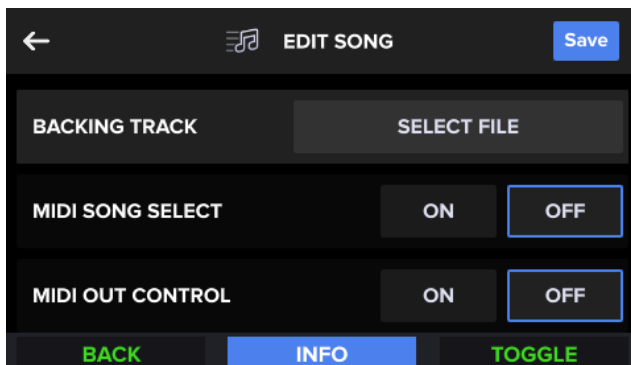 EDIT SONG Save
BACKING TRACK SELECT FILE
MIDI SONG SELECT ON OFF
MIDI OUT CONTROL ON OFF
BACK INFO TOGGLE